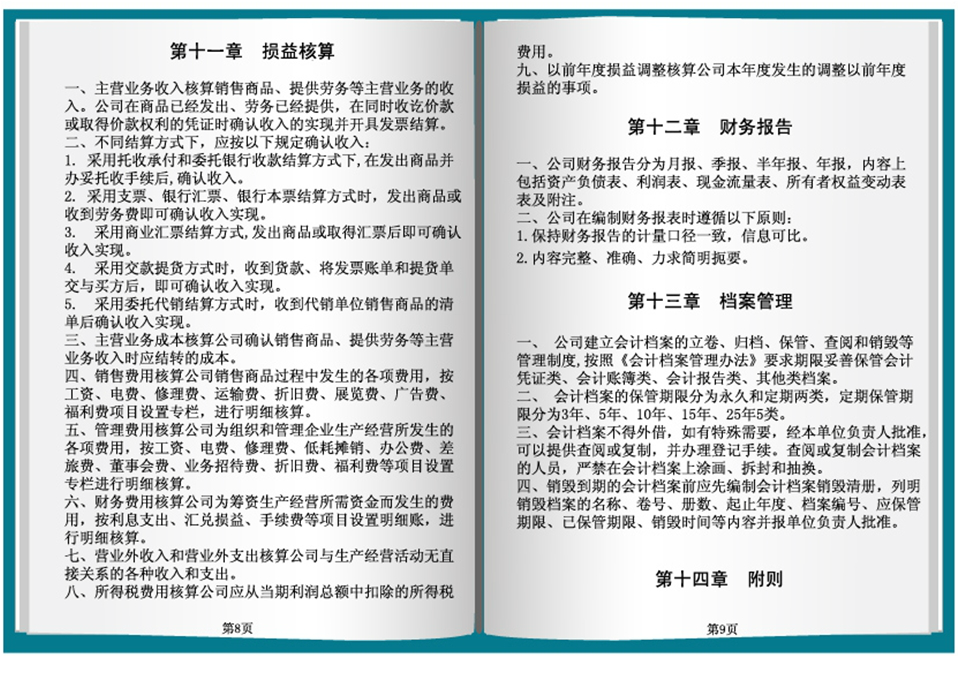 第十一章 损益核算
一、主营业务收入核算销售商品、提供劳务等主营业务的收
入。公司在商品已经发出、劳务已经提供，在同时收讫价款
或取得价款权利的凭证时确认收入的实现并开具发票结算。
二、不同结算方式下，应按以下规定确认收入：
1. 采用托收承付和委托银行收款结算方式下,在发出商品并
办妥托收手续后,确认收入。
2. 采用支票、银行汇票、银行本票结算方式时，发出商品或
收到劳务费即可确认收入实现。
3. 采用商业汇票结算方式,发出商品或取得汇票后即可确认
收入实现。
4. 采用交款提货方式时，收到货款、将发票账单和提货单
交与买方后，即可确认收入实现。
5. 采用委托代销结算方式时，收到代销单位销售商品的清
单后确认收入实现。
三、主营业务成本核算公司确认销售商品、提供劳务等主营
业务收入时应结转的成本。
四、销售费用核算公司销售商品过程中发生的各项费用，按
工资、电费、修理费、运输费、折旧费、展览费、广告费、
福利费项目设置专栏，进行明细核算。
五、管理费用核算公司为组织和管理企业生产经营所发生的
各项费用，按工资、电费、修理费、低耗摊销、办公费、差
旅费、董事会费、业务招待费、折旧费、福利费等项目设置
专栏进行明细核算。
六、财务费用核算公司为筹资生产经营所需资金而发生的费
用，按利息支出、汇兑损益、手续费等项目设置明细账，进
行明细核算。
七、营业外收入和营业外支出核算公司与生产经营活动无直
接关系的各种收入和支出。
八、所得税费用核算公司应从当期利润总额中扣除的所得税
第8页
费用。
九、以前年度损益调整核算公司本年度发生的调整以前年度
损益的事项。
第十二章 财务报告
一、公司财务报告分为月报、季报、半年报、年报，内容上
包括资产负债表、利润表、现金流量表、所有者权益变动表
表及附注。
二、公司在编制财务报表时遵循以下原则：
1.保持财务报告的计量口径一致，信息可比。
2.内容完整、准确、力求简明扼要。
第十三章 档案管理
一、 公司建立会计档案的立卷、归档、保管、查阅和销毁等
管理制度,按照《会计档案管理办法》要求期限妥善保管会计
凭证类、会计账簿类、会计报告类、其他类档案。
二、 会计档案的保管期限分为永久和定期两类，定期保管期
限分为3年、5年、10年、15年、25年5类。
三、会计档案不得外借，如有特殊需要，经本单位负责人批准，
可以提供查阅或复制，并办理登记手续。查阅或复制会计档案
的人员，严禁在会计档案上涂画、拆封和抽换。
四、销毁到期的会计档案前应先编制会计档案销毁清册，列明
销毁档案的名称、卷号、册数、起止年度、档案编号、应保管
期限、已保管期限、销毁时间等内容并报单位负责人批准。
第十四章 附则
第9页